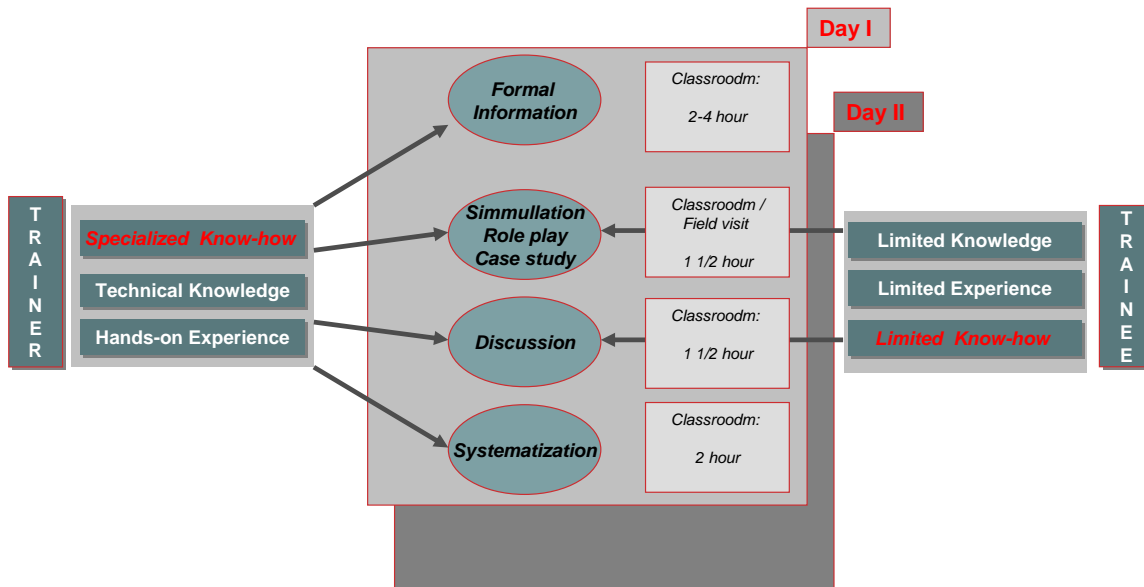 Day I
Day II
TRAINER
Specialized Know-how
Technical Knowledge
Hands-on Experience
Formal
Information
Classroodm:
2-4 hour
Simmullation
Role play
Case study
Classroodm /
Field visit
1 1/2 hour
Discussion
Classroodm:
1 1/2 hour
Systematization
Classroodm:
2 hour
Limited Knowledge
Limited Experience
Limited Know-how
TRAINEE